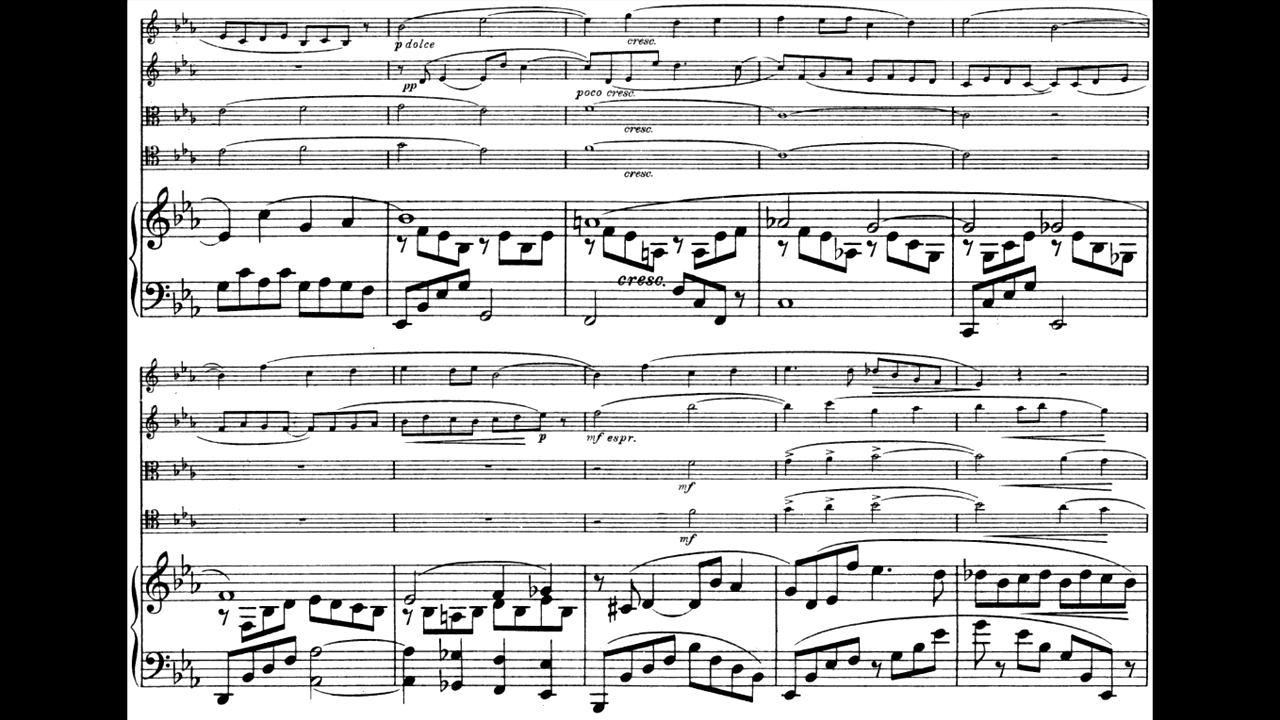 p dolce
cresc.
pp
poco cresc.
cresc.
cresc.
cresc.
p
mf espr.
mf
mf